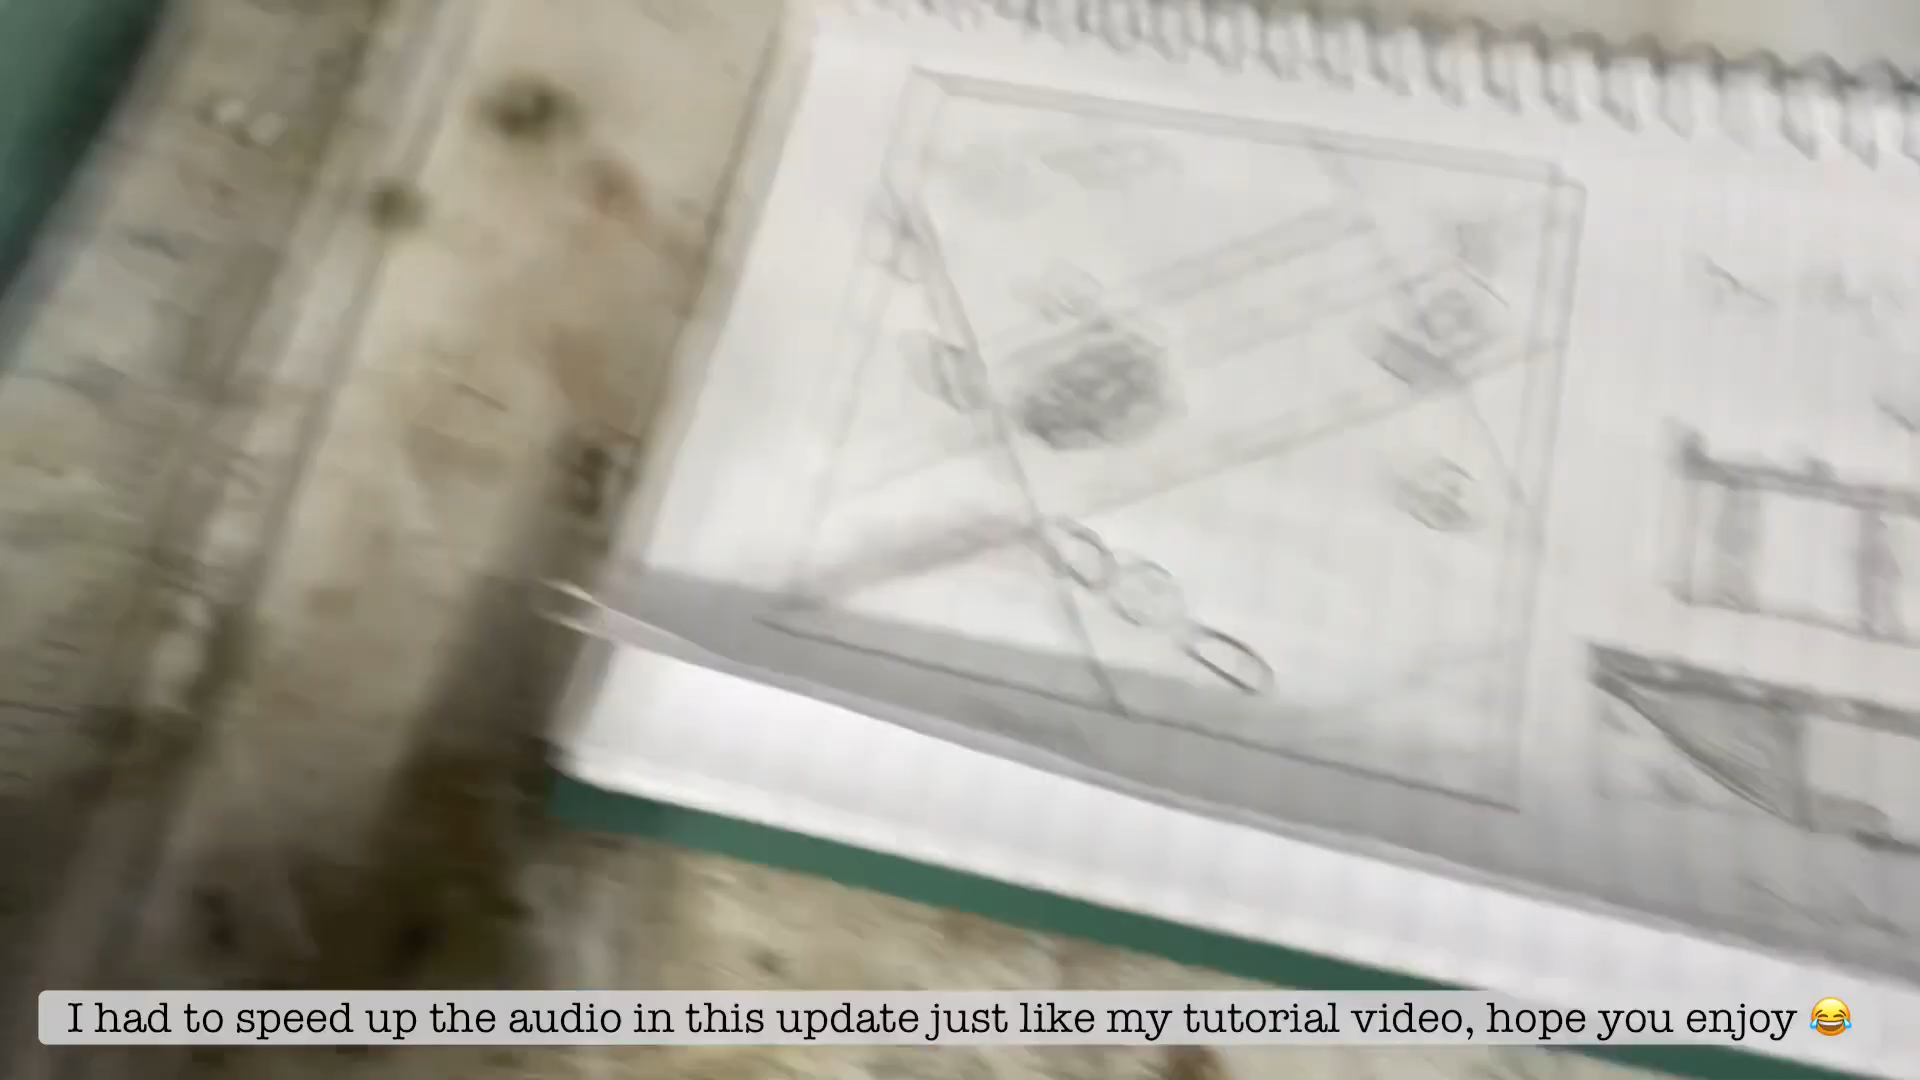 I had to speed up the audio in this update just like my tutorial video, hope you enjoy 😂